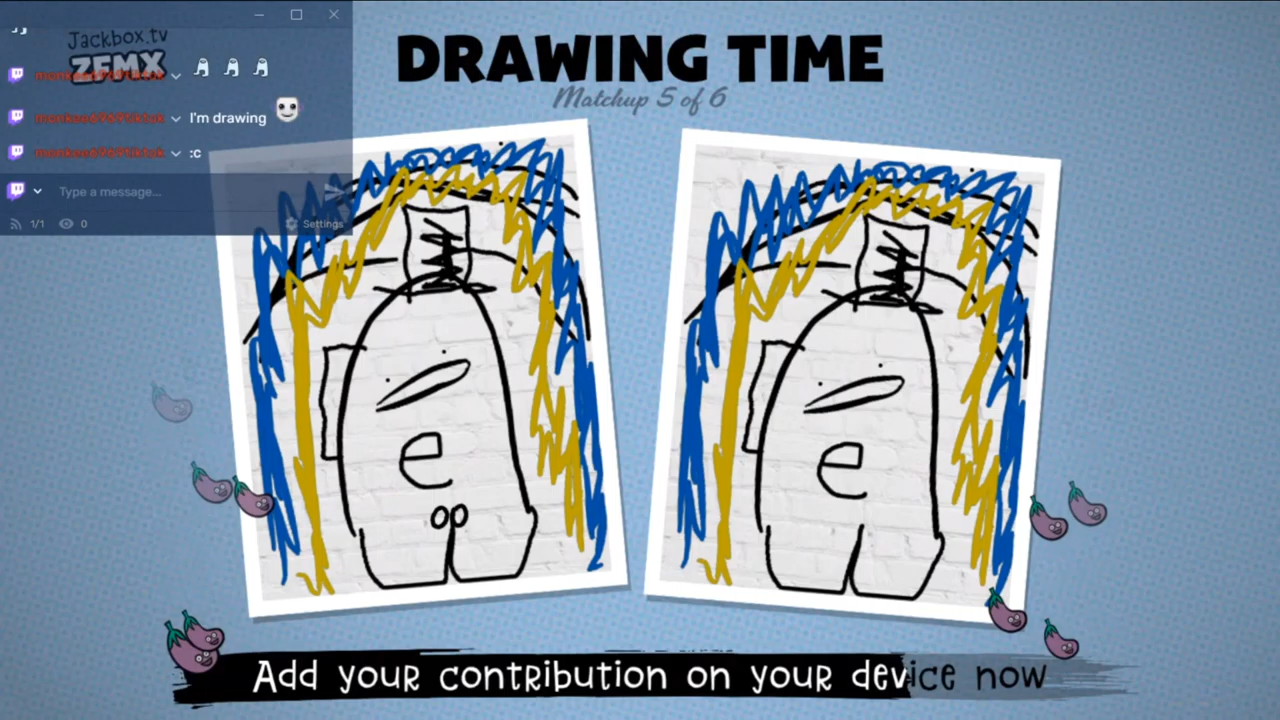 DRAWING TIME
Matchup 5 of 6
Jackbox.tv
ZFMX
I'm drawing
:c
Type a message...
1/1 0
Settings
e
e
Add your contribution on your device now